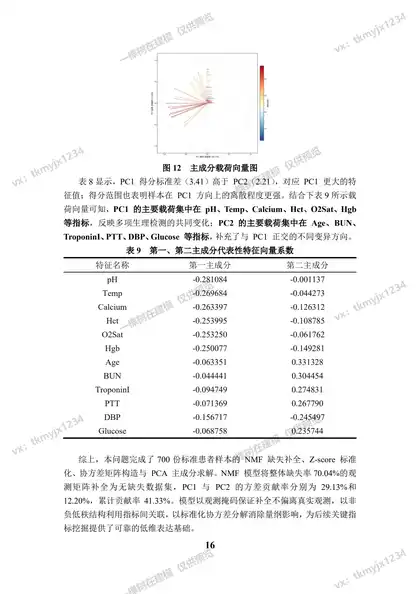 图 12 主成分载荷向量图
表 8 显示，PC1 得分标准差（3.41）高于 PC2（2.21），对应 PC1 更大的特
征值；得分范围也表明样本在 PC1 方向上的离散程度更强。结合下表 9 所示载
荷向量可知，PC1 的主要载荷集中在 pH、Temp、Calcium、Hct、O2Sat、Hgb
等指标，反映多项生理检测的共同变化；PC2 的主要载荷集中在 Age、BUN、
TroponinI、PTT、DBP、Glucose 等指标，补充了与 PC1 正交的不同变异方向。
表 9 第一、第二主成分代表性特征向量系数
特征名称 第一主成分 第二主成分
pH -0.281084 -0.001137
Temp -0.269684 -0.044273
Calcium -0.263397 -0.126312
Hct -0.253995 -0.108785
O2Sat -0.253250 -0.061762
Hgb -0.250077 -0.149281
Age -0.063351 0.331328
BUN -0.044441 0.304454
TroponinI -0.094749 0.274831
PTT -0.071369 0.267790
DBP -0.156717 -0.245497
Glucose -0.068758 0.235744
综上，本问题完成了 700 份标准患者样本的 NMF 缺失补全、Z-score 标准
化、协方差矩阵构造与 PCA 主成分求解。NMF 模型将整体缺失率 70.04%的观
测矩阵补全为无缺失数据集，PC1 与 PC2 的方差贡献率分别为 29.13%和
12.20%，累计贡献率 41.33%。模型以观测掩码保证补全不偏离真实观测，以非
负低秩结构利用指标间关联，以标准化协方差分解消除量纲影响，为后续关键指
标挖掘提供了可靠的低维表达基础。
16
vx: tkmyjx1234
一棵树在建模 仅供预览